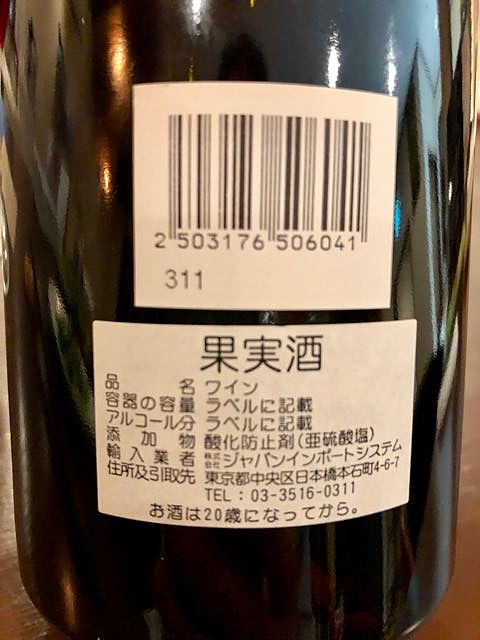 2 503176 506041
311
果実酒
品名 ワイン
容器の容量 ラベルに記載
アルコール分 ラベルに記載
添加物 酸化防止剤(亜硫酸塩)
輸入業者 株式会社ジャパンインポートシステム
住所及引取先 東京都中央区日本橋本石町4-6-7
TEL:03-3516-0311
お酒は20歳になってから。